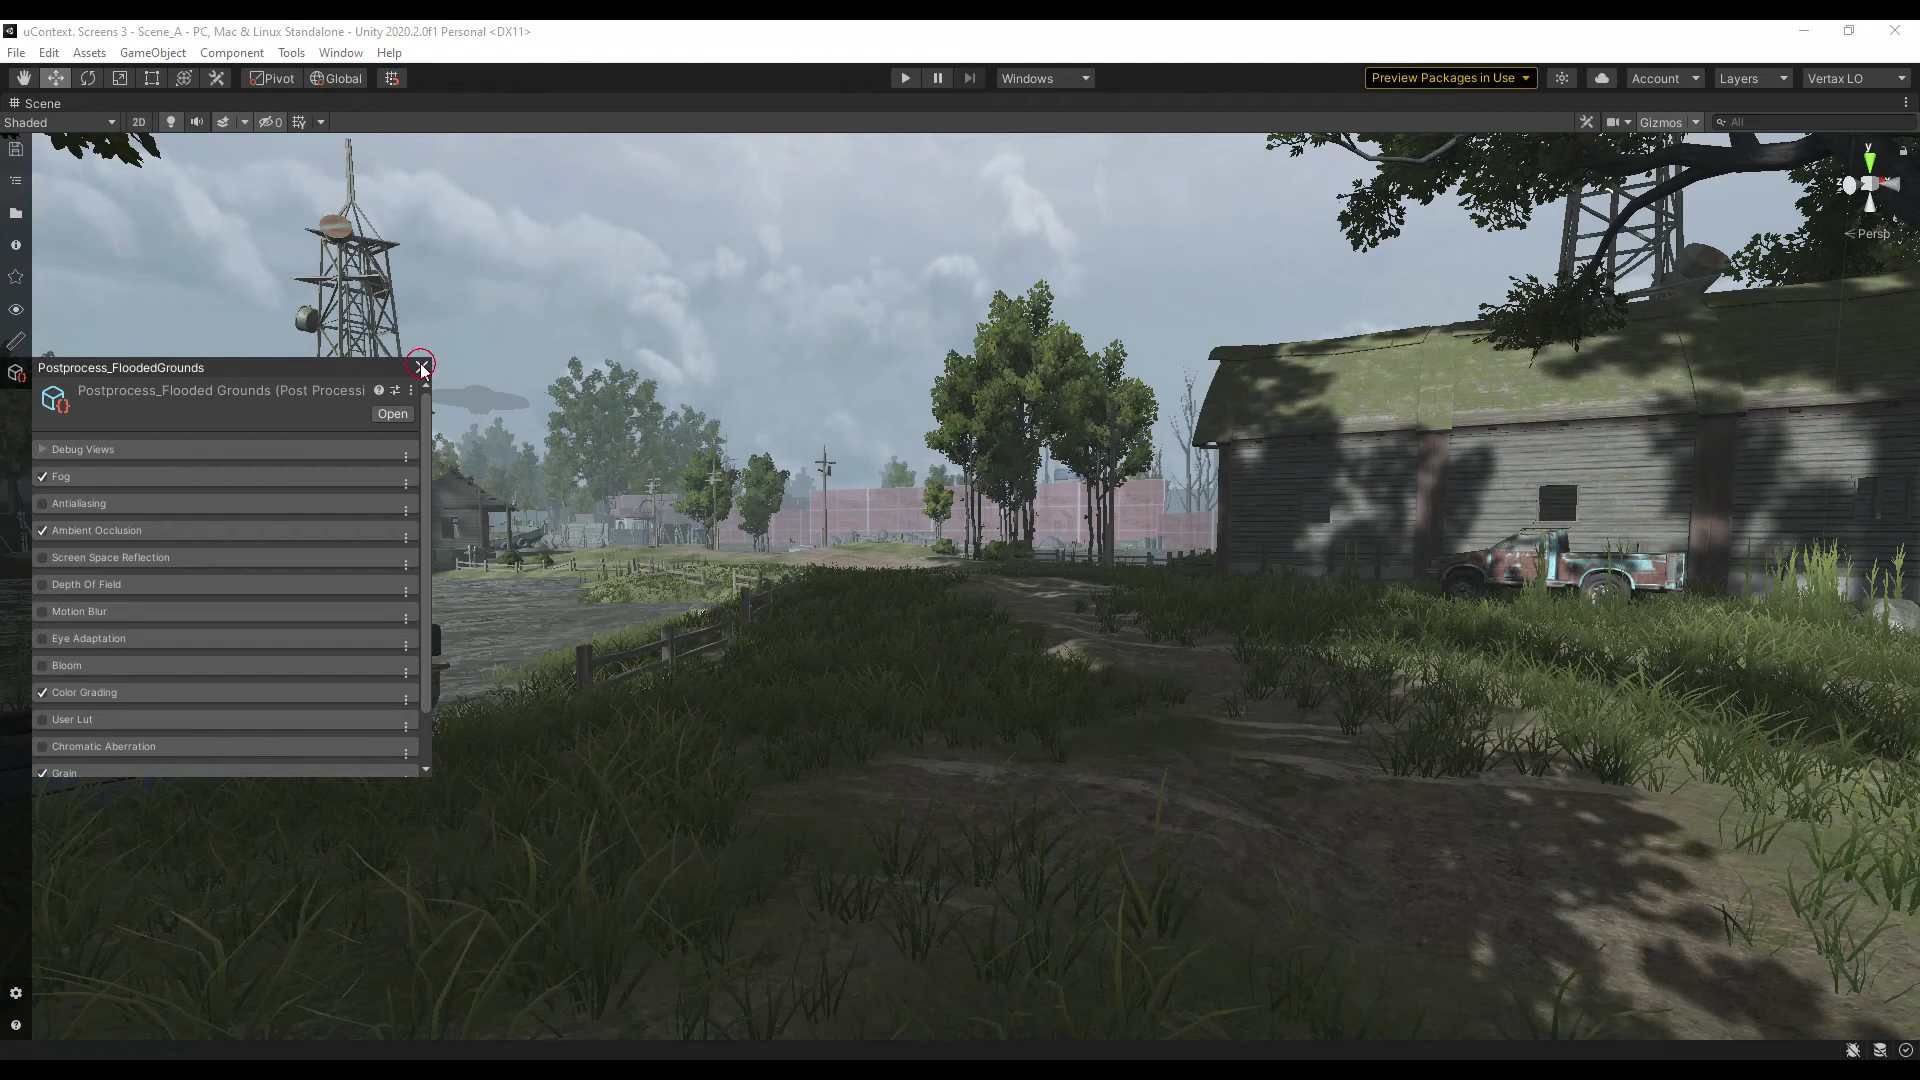 uContext. Screens 3 - Scene_A - PC, Mac & Linux Standalone - Unity 2020.2.0f1 Personal <DX11>
File Edit Assets GameObject Component Tools Window Help
Pivot Global Windows Preview Packages in Use Account Layers Vertax LO
Scene
Shaded 2D 0 Gizmos All
y
z
Persp
Postprocess_FloodedGrounds
Postprocess_Flooded Grounds (Post Processi
Open
Debug Views
Fog
Antialiasing
Ambient Occlusion
Screen Space Reflection
Depth Of Field
Motion Blur
Eye Adaptation
Bloom
Color Grading
User Lut
Chromatic Aberration
Grain